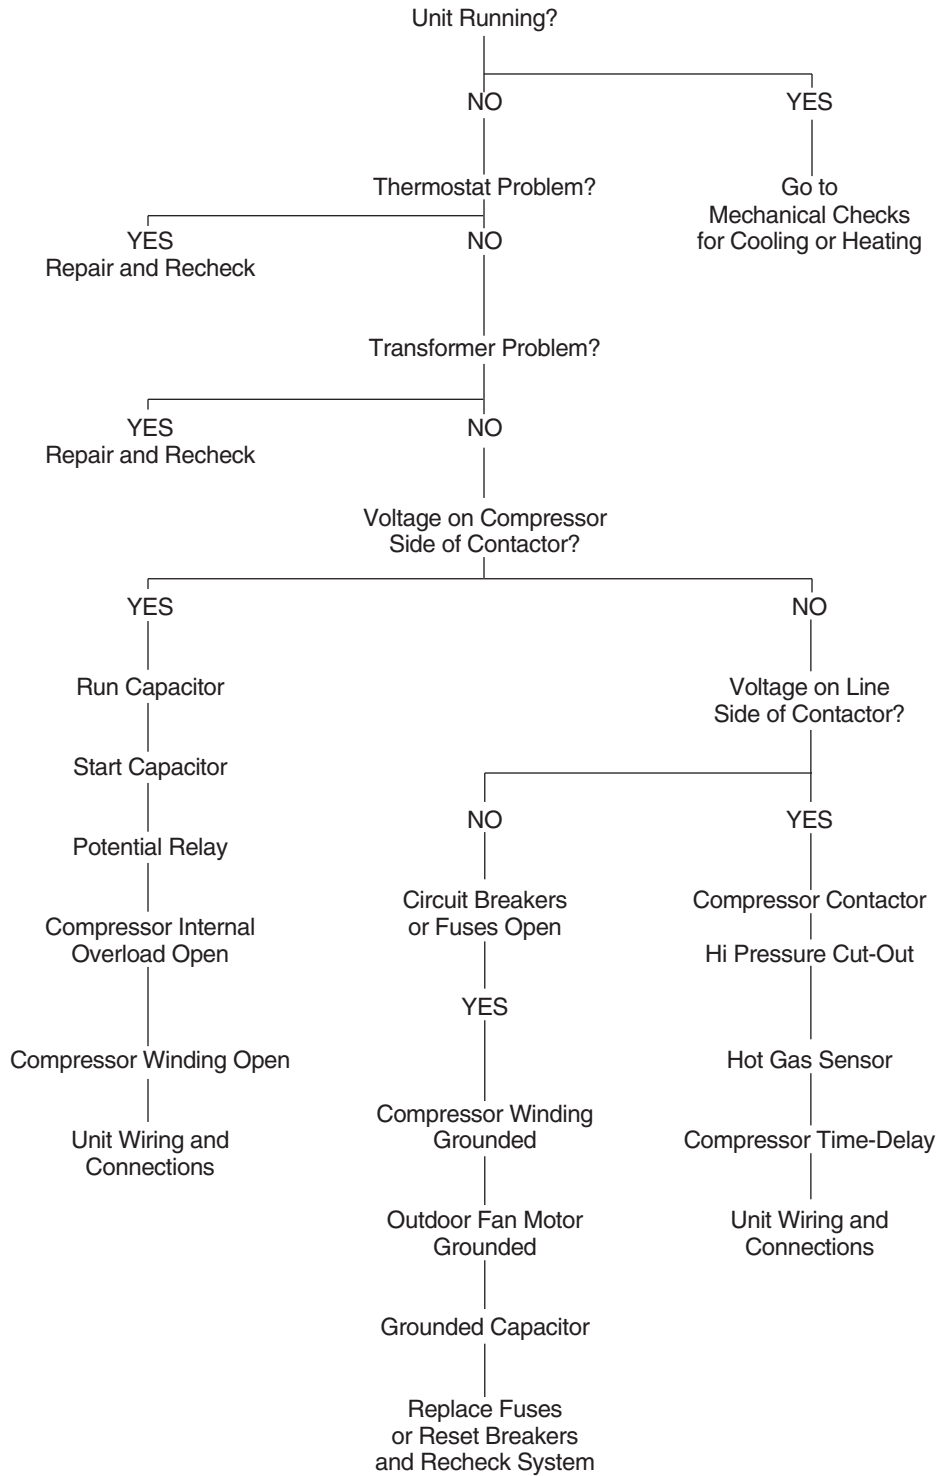 Unit Running?
NO
YES
Thermostat Problem?
Go to
Mechanical Checks
for Cooling or Heating
YES
Repair and Recheck
NO
Transformer Problem?
YES
Repair and Recheck
NO
Voltage on Compressor
Side of Contactor?
YES
NO
Run Capacitor
Start Capacitor
Potential Relay
Compressor Internal
Overload Open
Compressor Winding Open
Unit Wiring and
Connections
Voltage on Line
Side of Contactor?
NO
YES
Circuit Breakers
or Fuses Open
YES
Compressor Winding
Grounded
Outdoor Fan Motor
Grounded
Grounded Capacitor
Replace Fuses
or Reset Breakers
and Recheck System
Compressor Contactor
Hi Pressure Cut-Out
Hot Gas Sensor
Compressor Time-Delay
Unit Wiring and
Connections